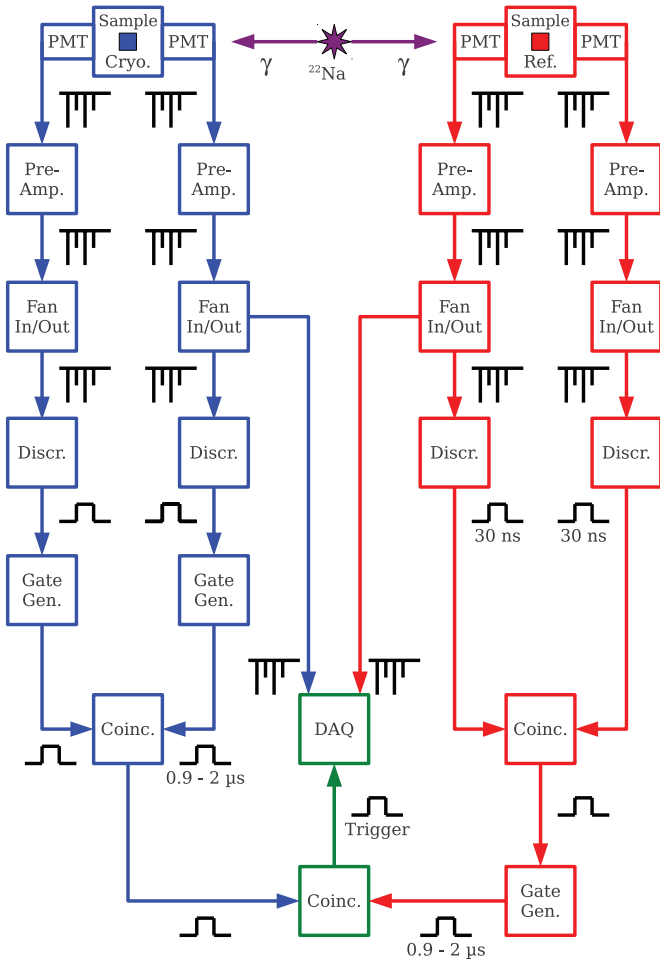 PMT
Sample
Cryo.
PMT
γ
²²Na
γ
PMT
Sample
Ref.
PMT
Pre-
Amp.
Pre-
Amp.
Pre-
Amp.
Pre-
Amp.
Fan
In/Out
Fan
In/Out
Fan
In/Out
Fan
In/Out
Discr.
Discr.
Discr.
Discr.
30 ns
30 ns
Gate
Gen.
Gate
Gen.
Coinc.
DAQ
Coinc.
0.9 - 2 µs
Trigger
Coinc.
Gate
Gen.
0.9 - 2 µs